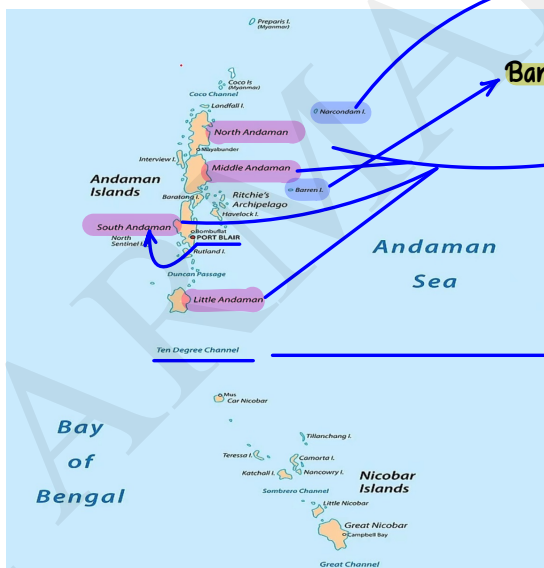 Preparis I.
(Myanmar)
Coco Is
(Myanmar)
Coco Channel
Landfall I.
Narcondam I.
North Andaman
Mayabunder
Interview I.
Middle Andaman
Andaman
Islands
Baratang I.
Barren I.
Ritchie's
Archipelago
Havelock I.
South Andaman
Bombuflat
PORT BLAIR
North
Sentinel I.
Rutland I.
Duncan Passage
Little Andaman
Andaman
Sea
Ten Degree Channel
Mus
Car Nicobar
Bay
of
Bengal
Tillanchang I.
Teressa I.
Camorta I.
Katchall I.
Nancowry I.
Nicobar
Islands
Sombrero Channel
Little Nicobar
Great Nicobar
Campbell Bay
Great Channel
Bar